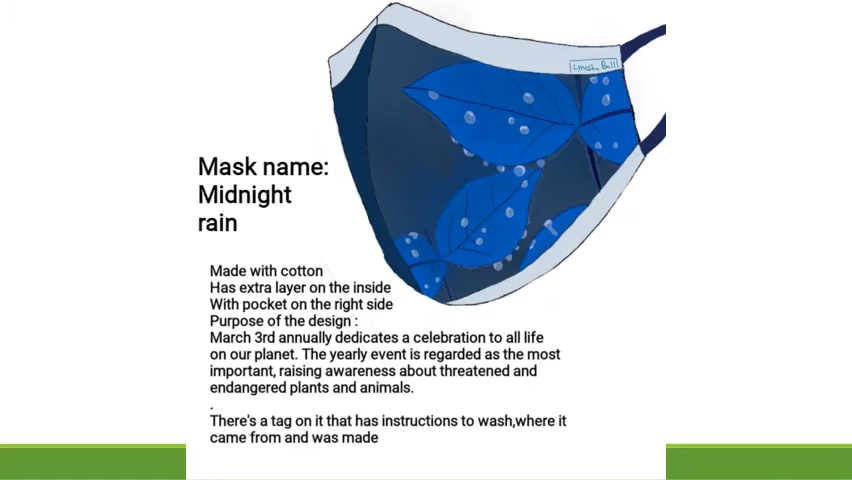 Mask name:
Midnight
rain
Made with cotton
Has extra layer on the inside
With pocket on the right side
Purpose of the design :
March 3rd annually dedicates a celebration to all life
on our planet. The yearly event is regarded as the most
important, raising awareness about threatened and
endangered plants and animals.
.
There's a tag on it that has instructions to wash,where it
came from and was made